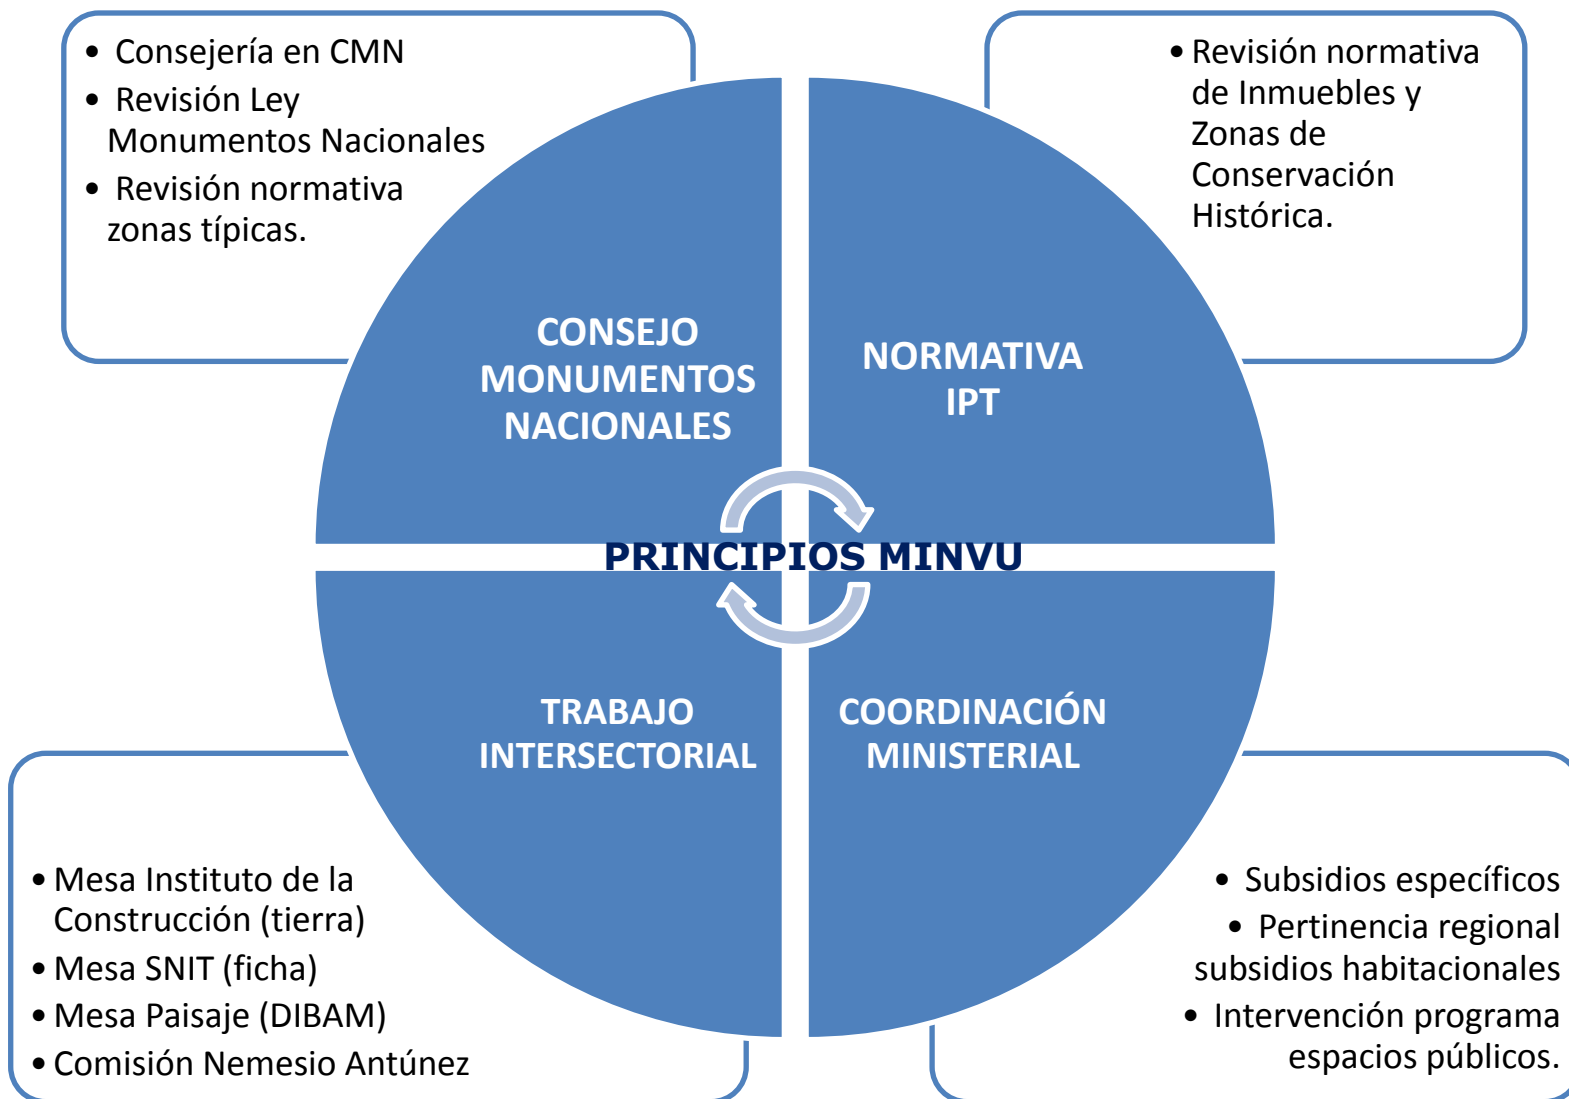 • Consejería en CMN
• Revisión Ley
Monumentos Nacionales
• Revisión normativa
zonas típicas.
• Revisión normativa
de Inmuebles y
Zonas de
Conservación
Histórica.
CONSEJO
MONUMENTOS
NACIONALES
NORMATIVA
IPT
PRINCIPIOS MINVU
TRABAJO
INTERSECTORIAL
COORDINACIÓN
MINISTERIAL
• Mesa Instituto de la
Construcción (tierra)
• Mesa SNIT (ficha)
• Mesa Paisaje (DIBAM)
• Comisión Nemesio Antúnez
• Subsidios específicos
• Pertinencia regional
subsidios habitacionales
• Intervención programa
espacios públicos.